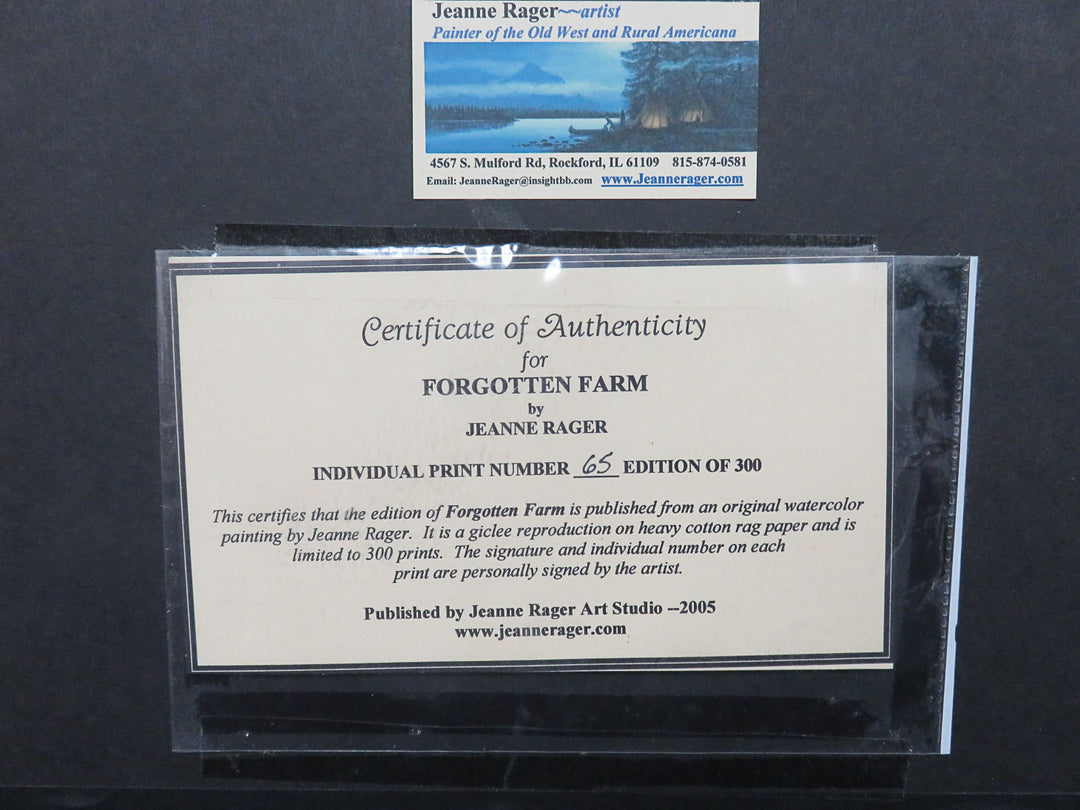 Jeanne Rager~~artist
Painter of the Old West and Rural Americana
4567 S. Mulford Rd, Rockford, IL 61109 815-874-0581
Email: JeanneRager@insightbb.com www.Jeannerager.com
Certificate of Authenticity
for
FORGOTTEN FARM
by
JEANNE RAGER
INDIVIDUAL PRINT NUMBER 65 EDITION OF 300
This certifies that the edition of Forgotten Farm is published from an original watercolor
painting by Jeanne Rager. It is a giclee reproduction on heavy cotton rag paper and is
limited to 300 prints. The signature and individual number on each
print are personally signed by the artist.
Published by Jeanne Rager Art Studio --2005
www.jeannerager.com